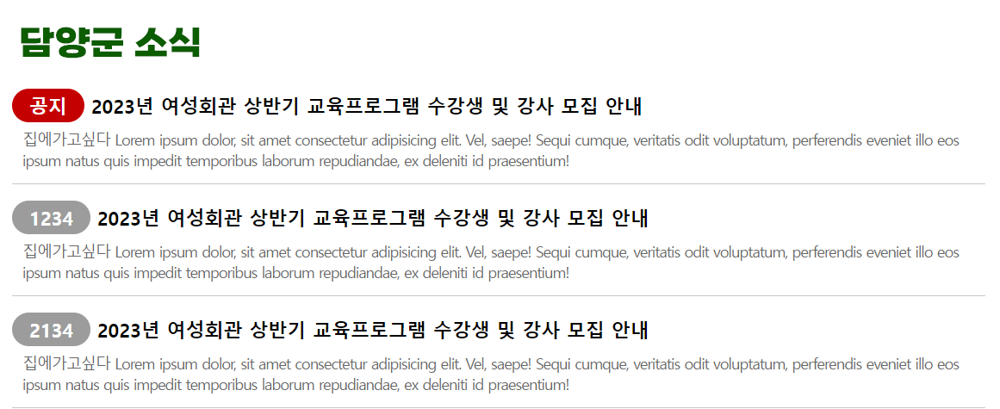 담양군 소식
공지 2023년 여성회관 상반기 교육프로그램 수강생 및 강사 모집 안내
집에가고싶다 Lorem ipsum dolor, sit amet consectetur adipisicing elit. Vel, saepe! Sequi cumque, veritatis odit voluptatum, perferendis eveniet illo eos
ipsum natus quis impedit temporibus laborum repudiandae, ex deleniti id praesentium!
1234 2023년 여성회관 상반기 교육프로그램 수강생 및 강사 모집 안내
집에가고싶다 Lorem ipsum dolor, sit amet consectetur adipisicing elit. Vel, saepe! Sequi cumque, veritatis odit voluptatum, perferendis eveniet illo eos
ipsum natus quis impedit temporibus laborum repudiandae, ex deleniti id praesentium!
2134 2023년 여성회관 상반기 교육프로그램 수강생 및 강사 모집 안내
집에가고싶다 Lorem ipsum dolor, sit amet consectetur adipisicing elit. Vel, saepe! Sequi cumque, veritatis odit voluptatum, perferendis eveniet illo eos
ipsum natus quis impedit temporibus laborum repudiandae, ex deleniti id praesentium!